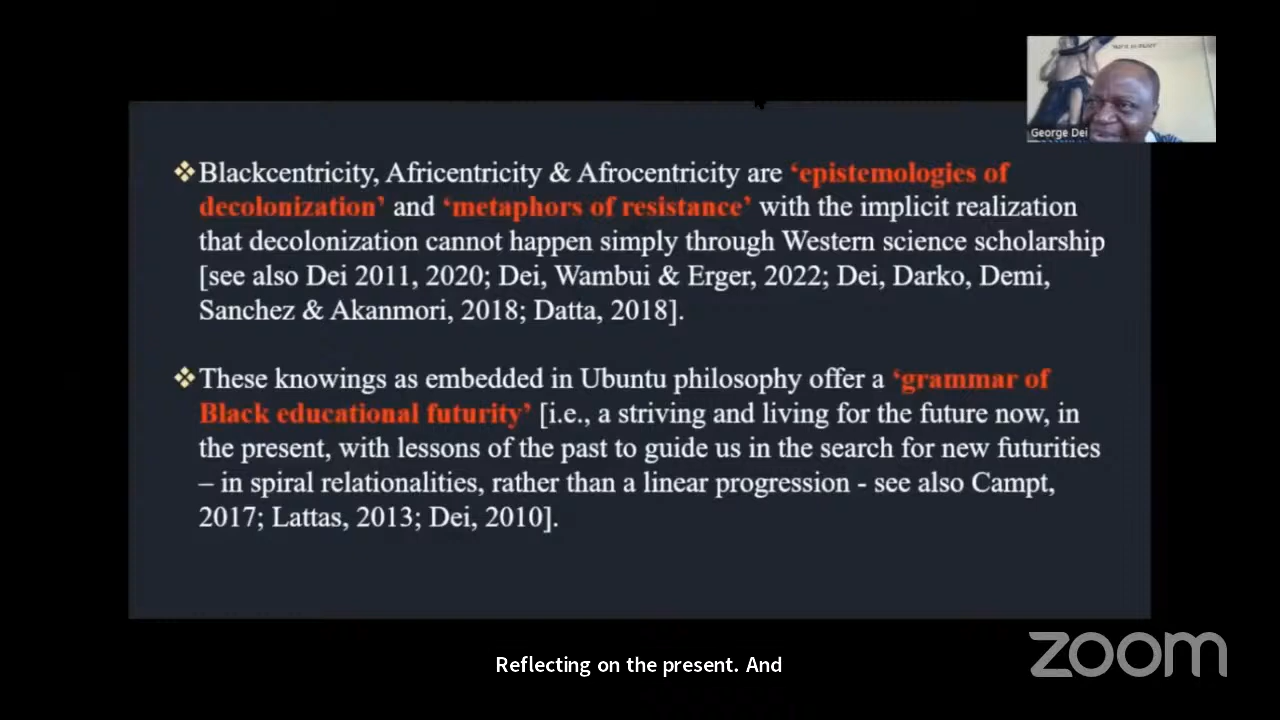 George Dei
❖Blackcentricity, Africentricity & Afrocentricity are ‘epistemologies of
decolonization’ and ‘metaphors of resistance’ with the implicit realization
that decolonization cannot happen simply through Western science scholarship
[see also Dei 2011, 2020; Dei, Wambui & Erger, 2022; Dei, Darko, Demi,
Sanchez & Akanmori, 2018; Datta, 2018].
❖These knowings as embedded in Ubuntu philosophy offer a ‘grammar of
Black educational futurity’ [i.e., a striving and living for the future now, in
the present, with lessons of the past to guide us in the search for new futurities
– in spiral relationalities, rather than a linear progression - see also Campt,
2017; Lattas, 2013; Dei, 2010].
Reflecting on the present. And
zoom